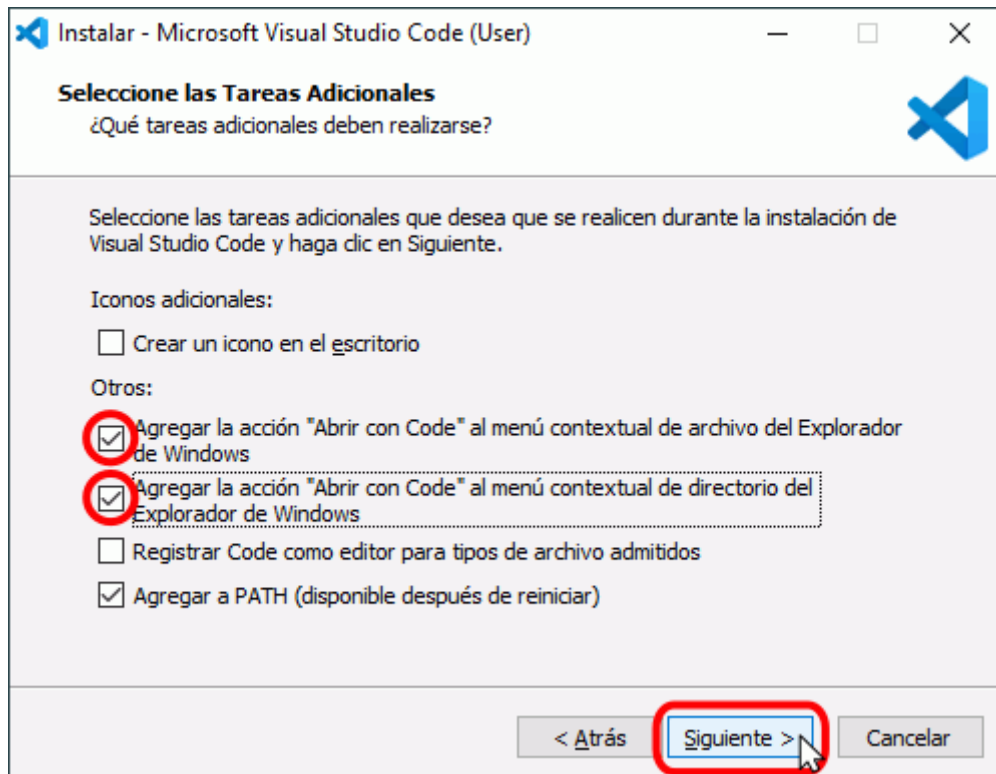 Instalar - Microsoft Visual Studio Code (User)
Seleccione las Tareas Adicionales
¿Qué tareas adicionales deben realizarse?
Seleccione las tareas adicionales que desea que se realicen durante la instalación de
Visual Studio Code y haga clic en Siguiente.
Iconos adicionales:
Crear un icono en el escritorio
Otros:
Agregar la acción "Abrir con Code" al menú contextual de archivo del Explorador
de Windows
Agregar la acción "Abrir con Code" al menú contextual de directorio del
Explorador de Windows
Registrar Code como editor para tipos de archivo admitidos
Agregar a PATH (disponible después de reiniciar)
< Atrás Siguiente > Cancelar